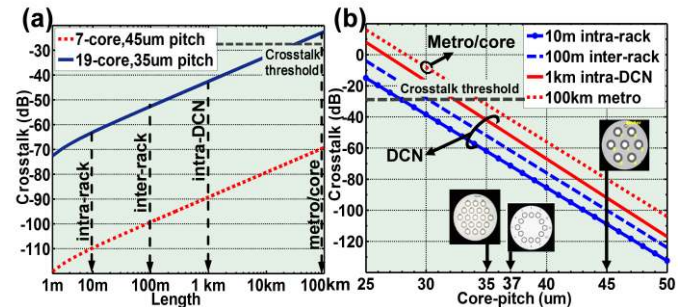 (a)
-30
-40
-50
-60
-70
-80
-90
-100
-110
Crosstalk (dB)
7-core,45um pitch
19-core,35um pitch
Crosstalk
threshold
intra-rack
inter-rack
intra-DCN
metro/core
1m 10m 100m 1km 10km 100km
Length
(b)
20
0
-20
-40
-60
-80
-100
-120
Crosstalk (dB)
Metro/core
10m intra-rack
100m inter-rack
1km intra-DCN
100km metro
Crosstalk threshold
DCN
25 30 35 37 40 45 50
Core-pitch (um)